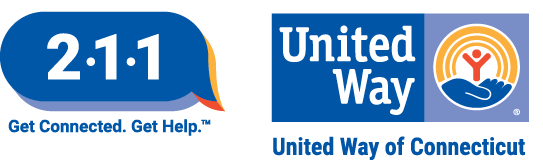 2·1·1
Get Connected. Get Help.™
United
Way
®
United Way of Connecticut